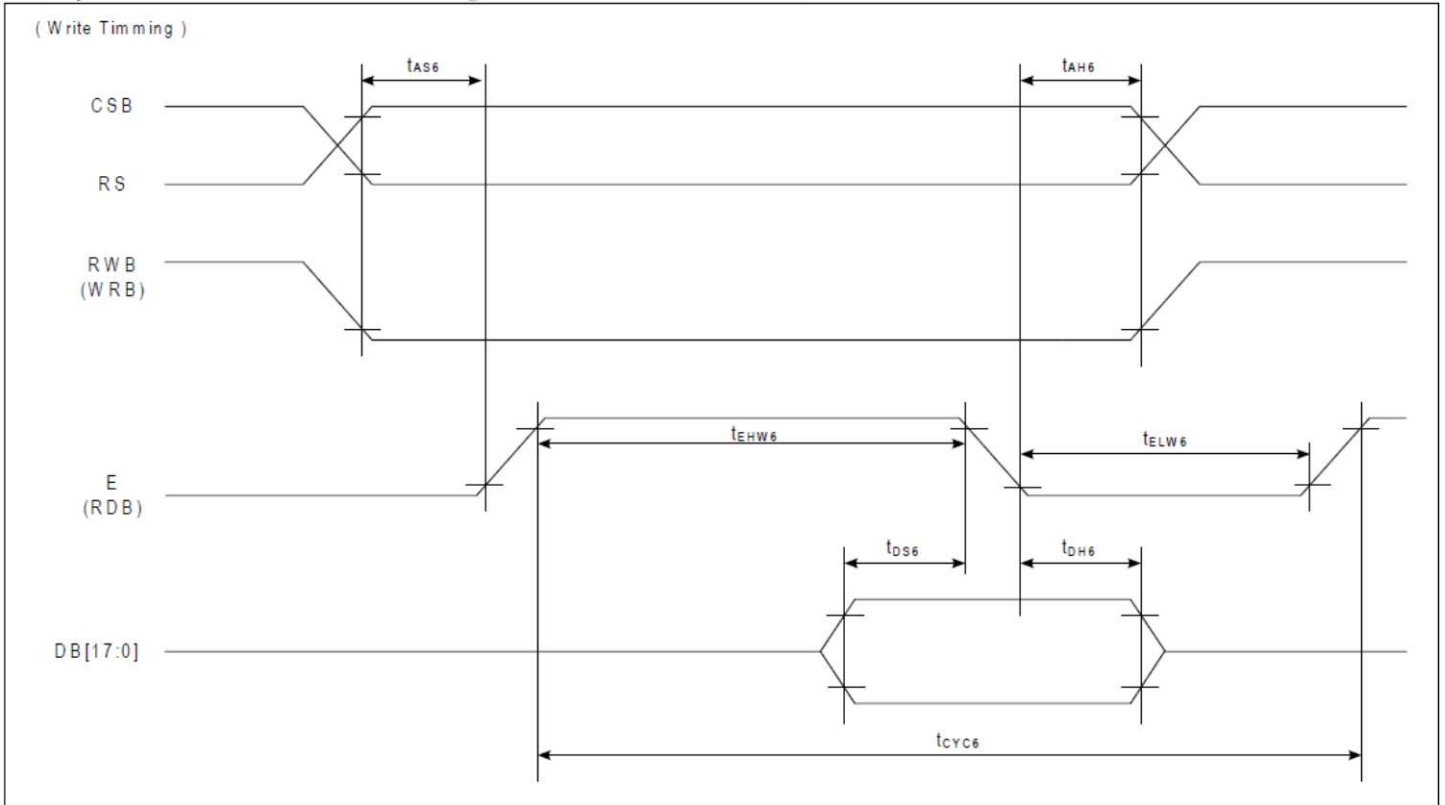 ( Write Timming )
tAS6
tAH6
CSB
RS
RWB
(WRB)
tEHW6
tELW6
E
(RDB)
tDS6
tDH6
DB[17:0]
tCYC6